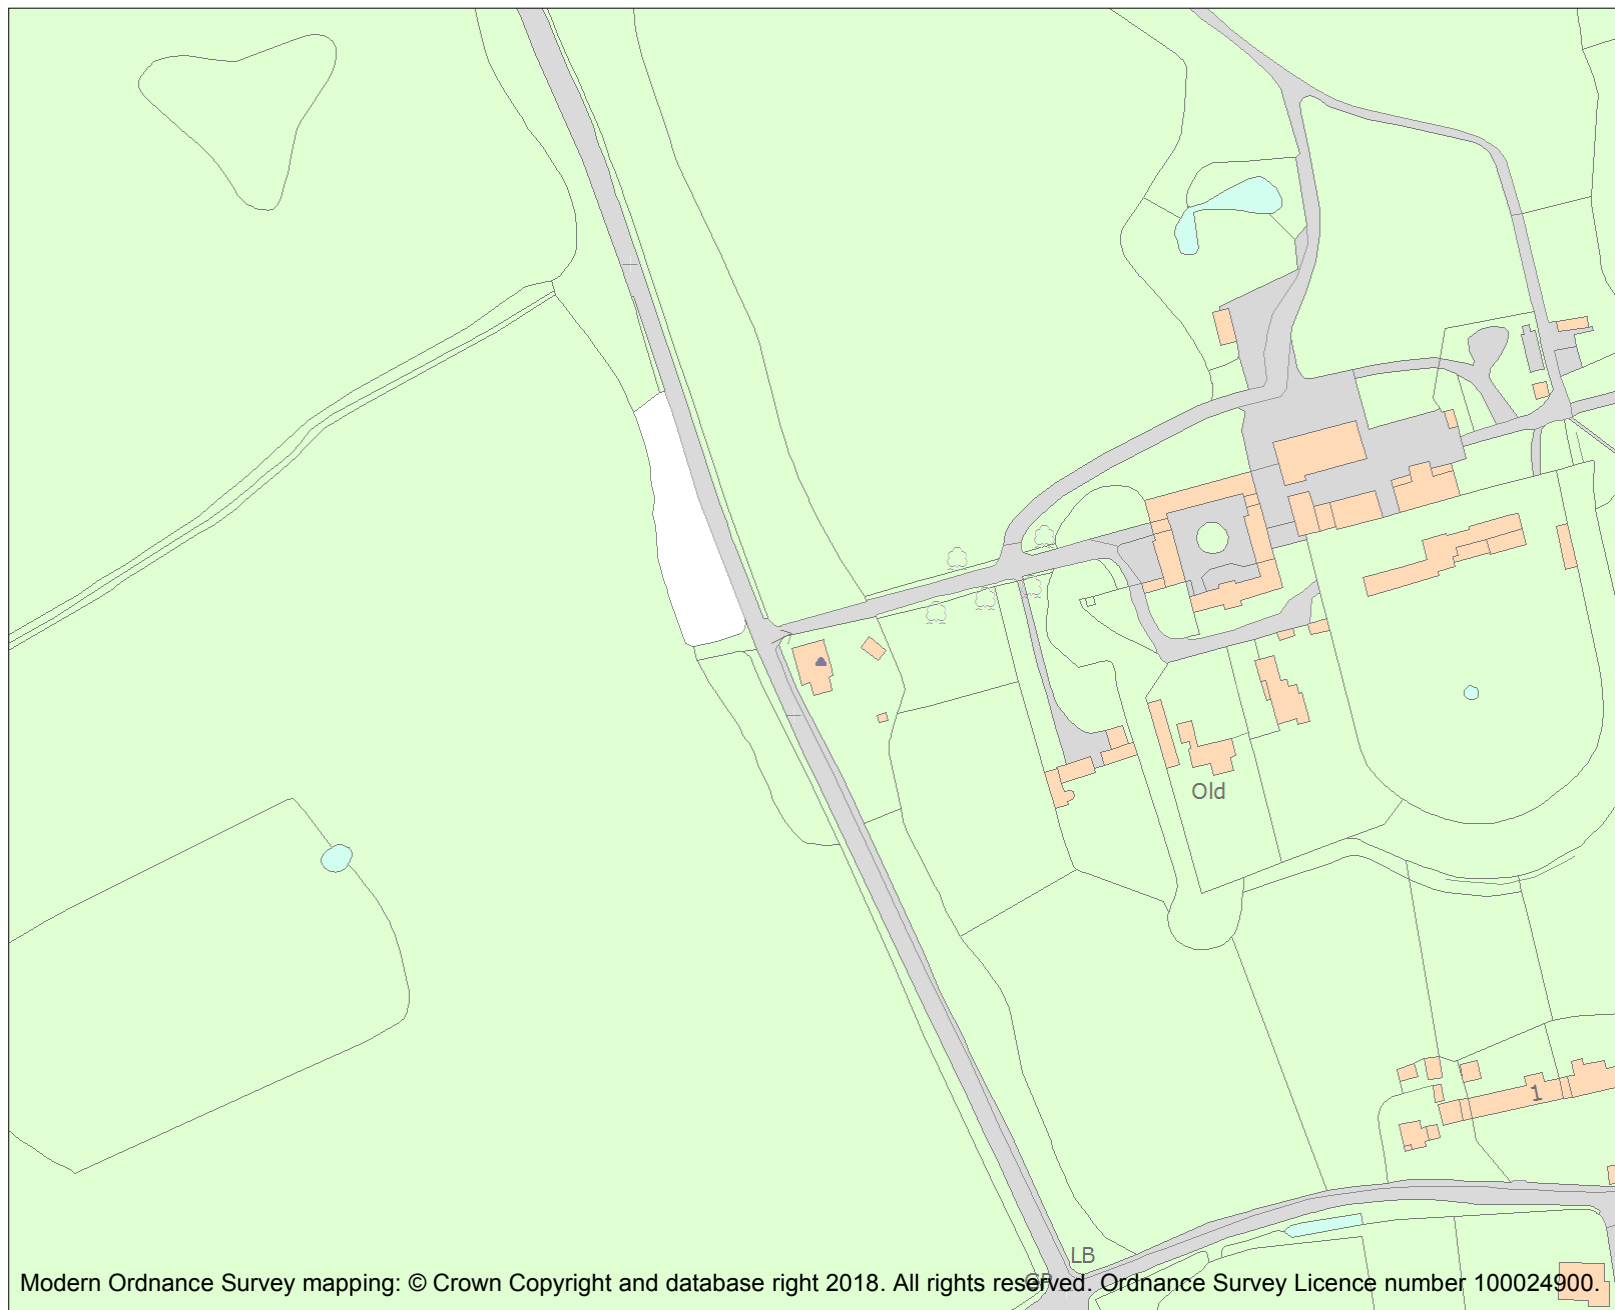 Old
1
LB
Modern Ordnance Survey mapping: © Crown Copyright and database right 2018. All rights reserved. Ordnance Survey Licence number 100024900.